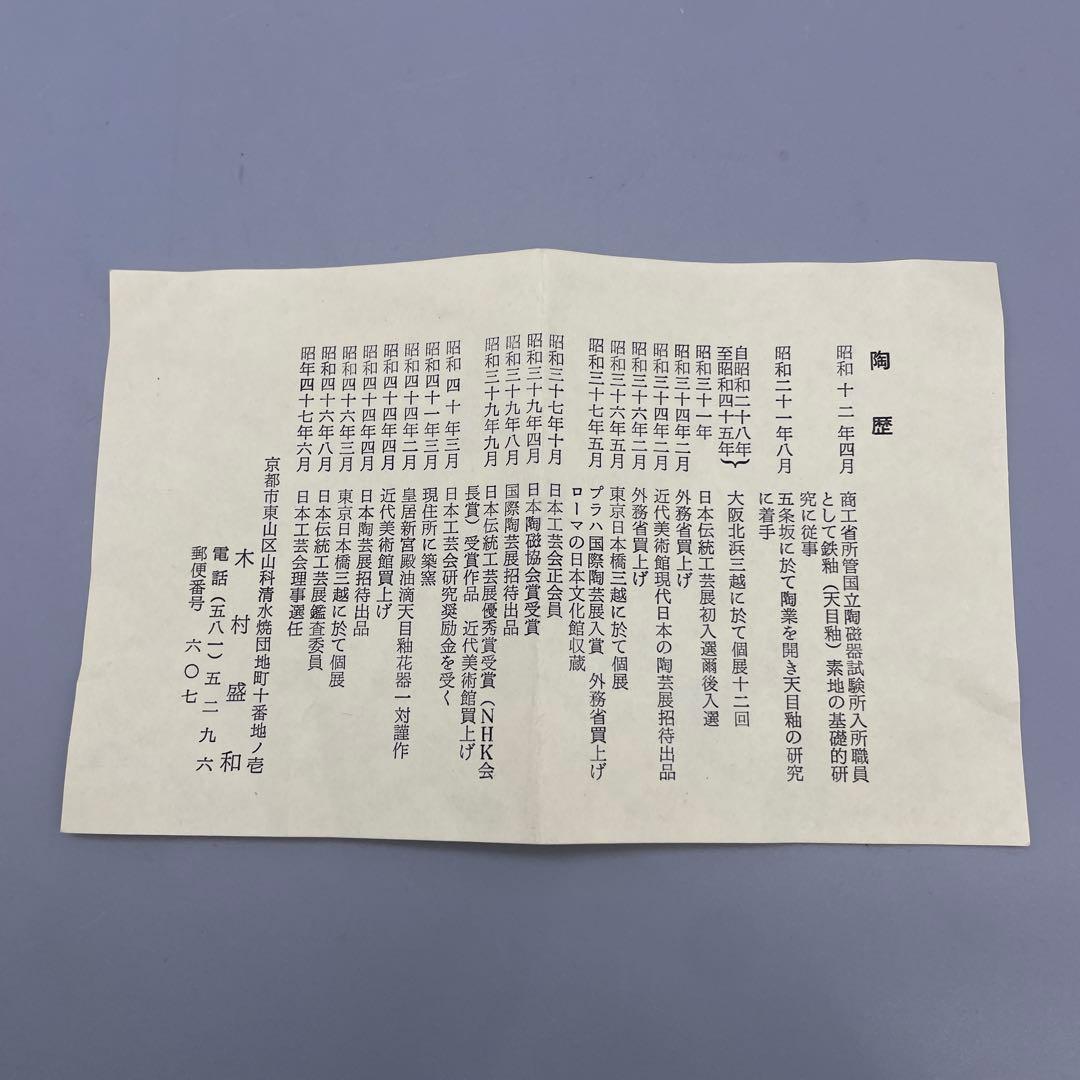 陶歴
昭和十二年四月 商工省所管国立陶磁器試験所入所職員
として鉄釉（天目釉）素地の基礎的研
究に従事
昭和二十一年八月 五条坂に於て陶業を開き天目釉の研究
に着手
自昭和二十八年
至昭和四十五年｝ 大阪北浜三越に於て個展十二回
昭和三十一年 日本伝統工芸展初入選爾後入選
昭和三十四年二月 外務省買上げ
昭和三十四年二月 近代美術館現代日本の陶芸展招待出品
昭和三十六年二月 外務省買上げ
昭和三十六年五月 東京日本橋三越に於て個展
昭和三十七年五月 プラハ国際陶芸展入賞 外務省買上げ
ローマの日本文化館収蔵
昭和三十七年十月 日本工芸会正会員
昭和三十九年四月 日本陶磁協会賞受賞
昭和三十九年八月 国際陶芸展招待出品
昭和三十九年九月 日本伝統工芸展優秀賞受賞（NHK会
長賞）受賞作品 近代美術館買上げ
昭和四十年三月 日本工芸会研究奨励金を受く
昭和四十一年三月 現住所に築窯
昭和四十四年二月 皇居新宮殿油滴天目釉花器一対謹作
昭和四十四年四月 近代美術館買上げ
昭和四十四年四月 日本陶芸展招待出品
昭和四十六年三月 東京日本橋三越に於て個展
昭和四十六年八月 日本伝統工芸展鑑査委員
昭年四十七年六月 日本工芸会理事選任
京都市東山区山科清水焼団地町十番地ノ壱
木村盛和
電話（五八一）五二九六
郵便番号 六〇七